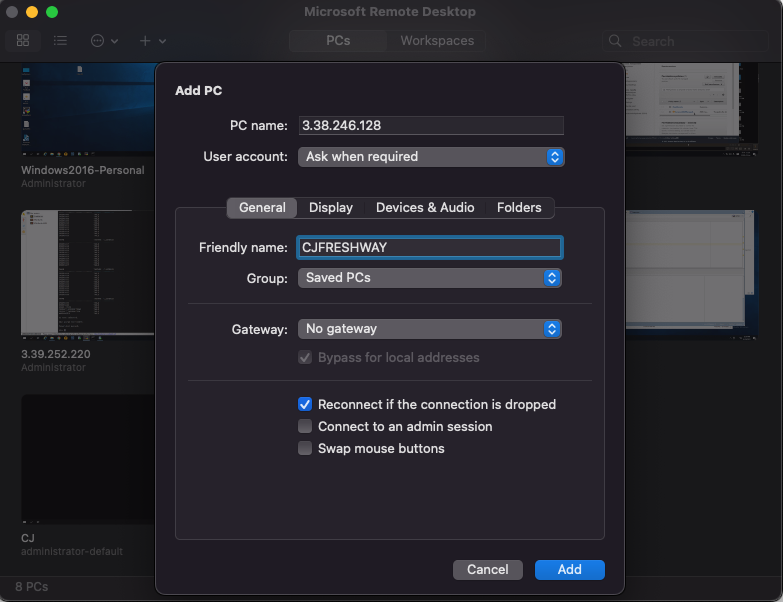 Microsoft Remote Desktop
PCs
Workspaces
Search
Add PC
PC name: 3.38.246.128
User account: Ask when required
General Display Devices & Audio Folders
Friendly name: CJFRESHWAY
Group: Saved PCs
Gateway: No gateway
Bypass for local addresses
Reconnect if the connection is dropped
Connect to an admin session
Swap mouse buttons
Cancel Add
Windows2016-Personal
Administrator
3.39.252.220
Administrator
CJ
administrator-default
8 PCs